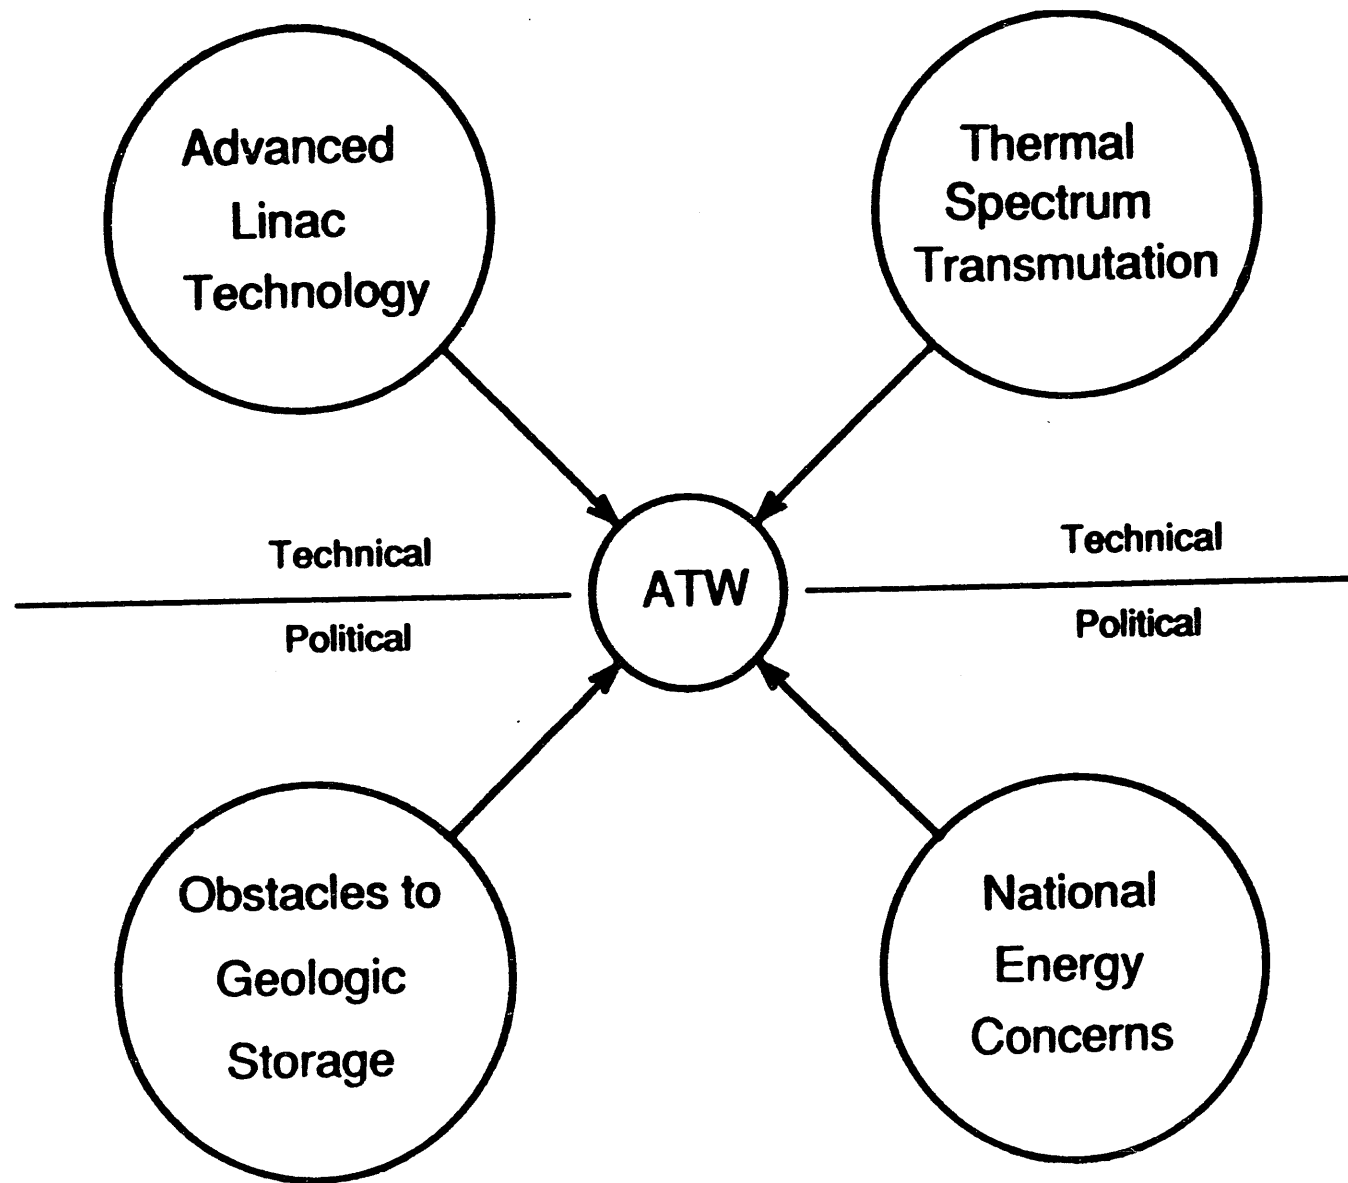 Advanced
Linac
Technology
Thermal
Spectrum
Transmutation
Technical
Political
ATW
Technical
Political
Obstacles to
Geologic
Storage
National
Energy
Concerns